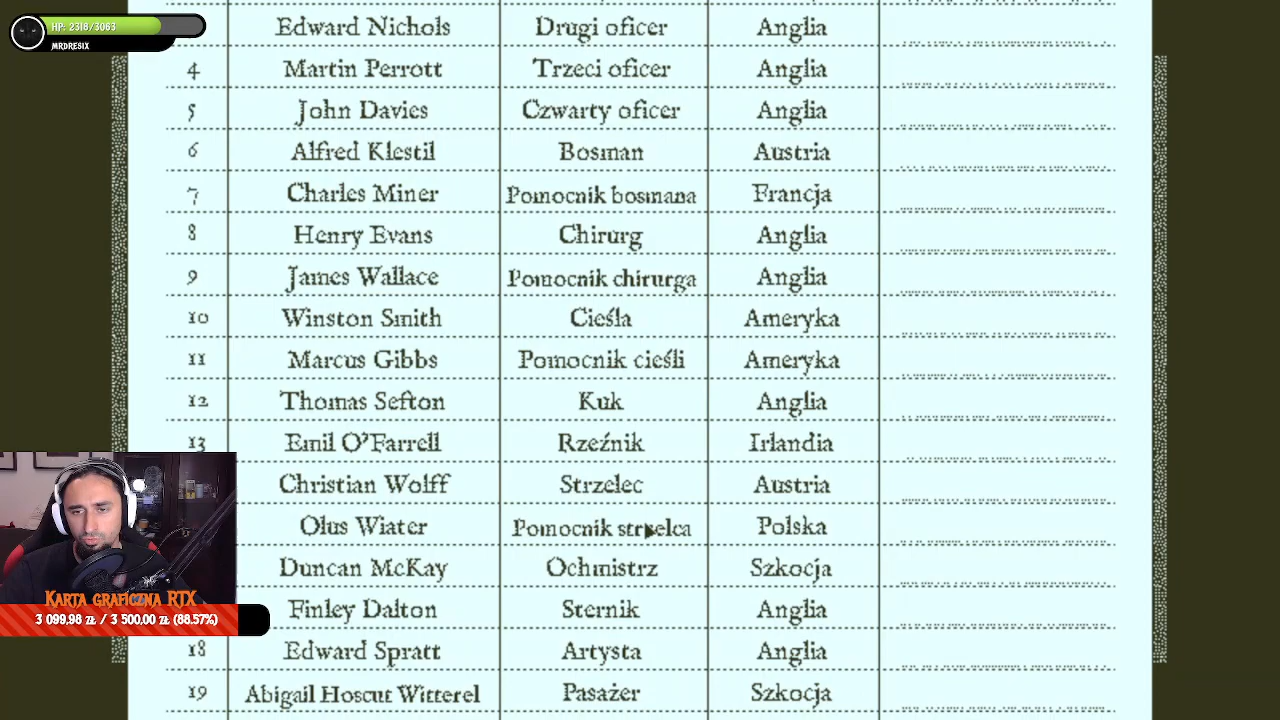 HP: 2318/3063
MRDRESIX
Edward Nichols Drugi oficer Anglia
4 Martin Perrott Trzeci oficer Anglia
5 John Davies Czwarty oficer Anglia
6 Alfred Klestil Bosman Austria
7 Charles Miner Pomocnik bosmana Francja
8 Henry Evans Chirurg Anglia
9 James Wallace Pomocnik chirurga Anglia
10 Winston Smith Cieśla Ameryka
11 Marcus Gibbs Pomocnik cieśli Ameryka
12 Thomas Sefton Kuk Anglia
13 Emil O'Farrell Rzeźnik Irlandia
Christian Wolff Strzelec Austria
Olus Wiater Pomocnik strzelca Polska
Duncan McKay Ochmistrz Szkocja
Finley Dalton Sternik Anglia
18 Edward Spratt Artysta Anglia
19 Abigail Hoscut Witterel Pasażer Szkocja
Karta graficzna RTX
3 099,98 zł / 3 500,00 zł (88.57%)